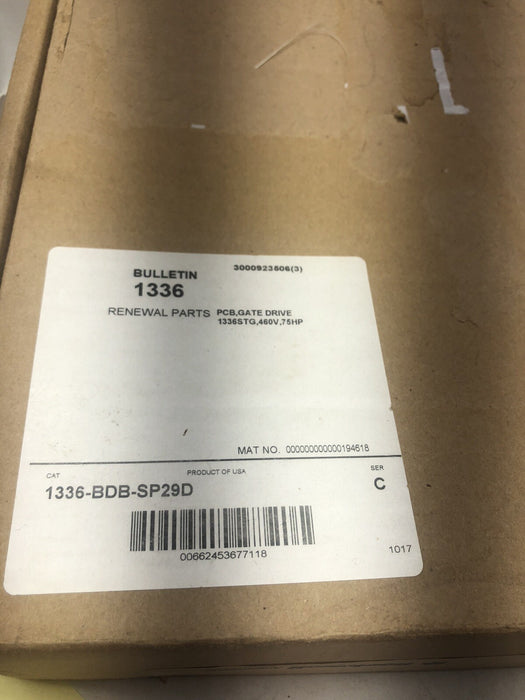 BULLETIN 3000923506(3)
1336
RENEWAL PARTS PCB,GATE DRIVE
1336STG,460V,75HP
MAT NO. 000000000000194618
CAT PRODUCT OF USA SER
1336-BDB-SP29D C
00662453677118
1017